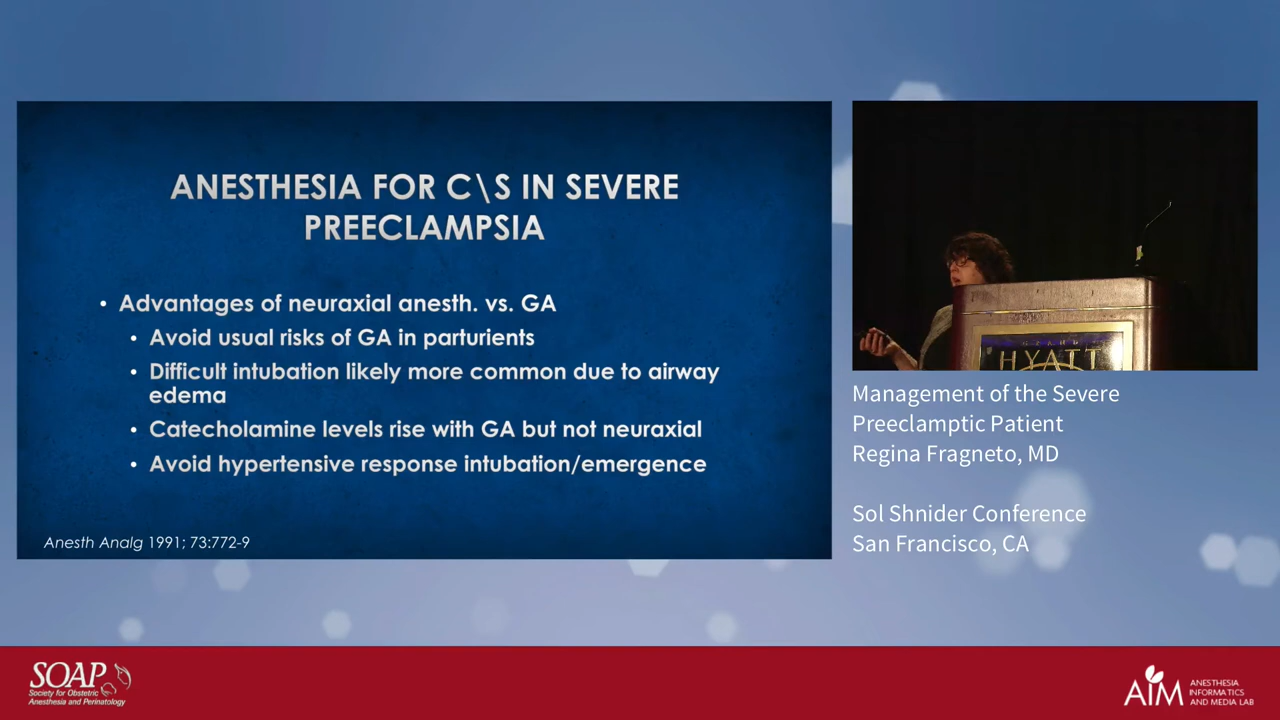 ANESTHESIA FOR C\S IN SEVERE
PREECLAMPSIA
• Advantages of neuraxial anesth. vs. GA
• Avoid usual risks of GA in parturients
• Difficult intubation likely more common due to airway
edema
• Catecholamine levels rise with GA but not neuraxial
• Avoid hypertensive response intubation/emergence
Anesth Analg 1991; 73:772-9
HYATT
Management of the Severe
Preeclamptic Patient
Regina Fragneto, MD
Sol Shnider Conference
San Francisco, CA
SOAP
Society for Obstetric
Anesthesia and Perinatology
AIM
ANESTHESIA
INFORMATICS
AND MEDIA LAB